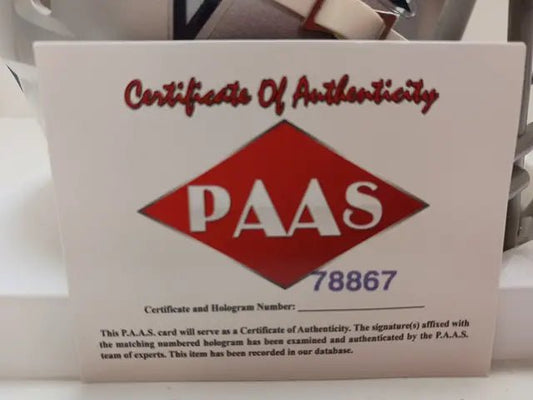 Certificate Of Authenticity
PAAS
78867
Certificate and Hologram Number:
This P.A.A.S. card will serve as a Certificate of Authenticity. The signature(s) affixed with
the matching numbered hologram has been examined and authenticated by the P.A.A.S.
team of experts. This item has been recorded in our database.